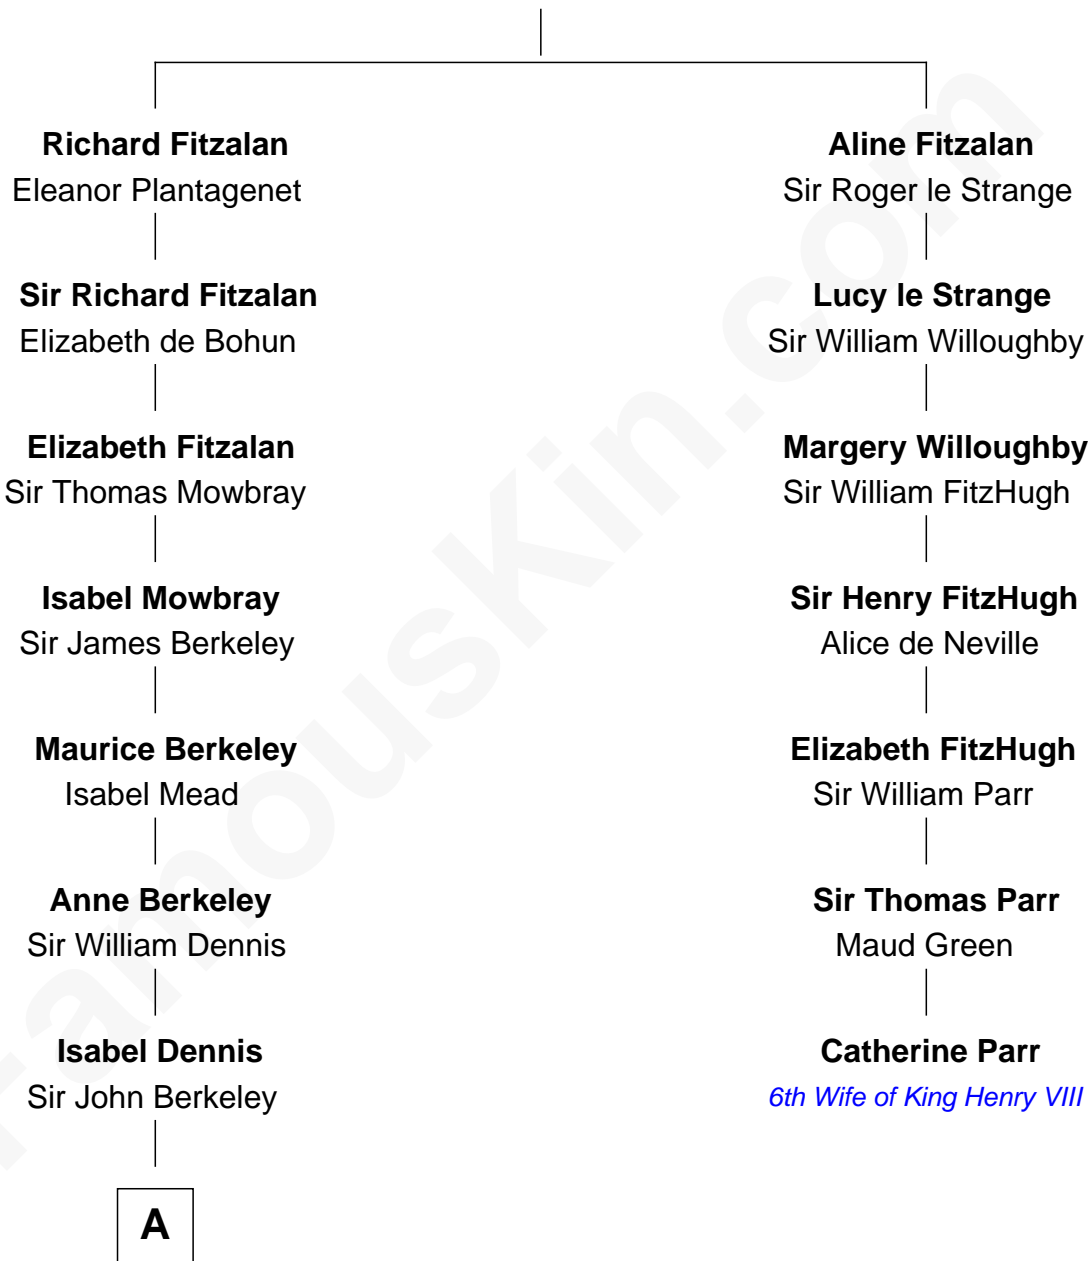 Richard Fitzalan
Eleanor Plantagenet
Sir Richard Fitzalan
Elizabeth de Bohun
Elizabeth Fitzalan
Sir Thomas Mowbray
Isabel Mowbray
Sir James Berkeley
Maurice Berkeley
Isabel Mead
Anne Berkeley
Sir William Dennis
Isabel Dennis
Sir John Berkeley
A
Aline Fitzalan
Sir Roger le Strange
Lucy le Strange
Sir William Willoughby
Margery Willoughby
Sir William FitzHugh
Sir Henry FitzHugh
Alice de Neville
Elizabeth FitzHugh
Sir William Parr
Sir Thomas Parr
Maud Green
Catherine Parr
6th Wife of King Henry VIII
FamousKin.com